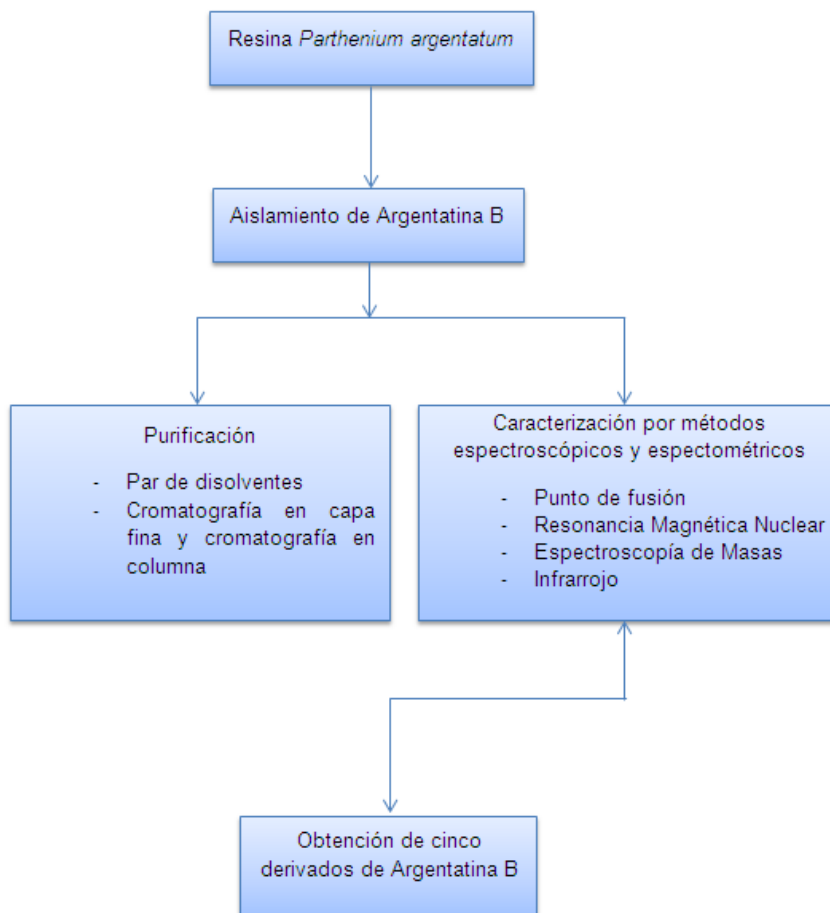 Resina Parthenium argentatum
Aislamiento de Argentatina B
Purificación
- Par de disolventes
- Cromatografía en capa
fina y cromatografía en
columna
Caracterización por métodos
espectroscópicos y espectométricos
- Punto de fusión
- Resonancia Magnética Nuclear
- Espectroscopía de Masas
- Infrarrojo
Obtención de cinco
derivados de Argentatina B